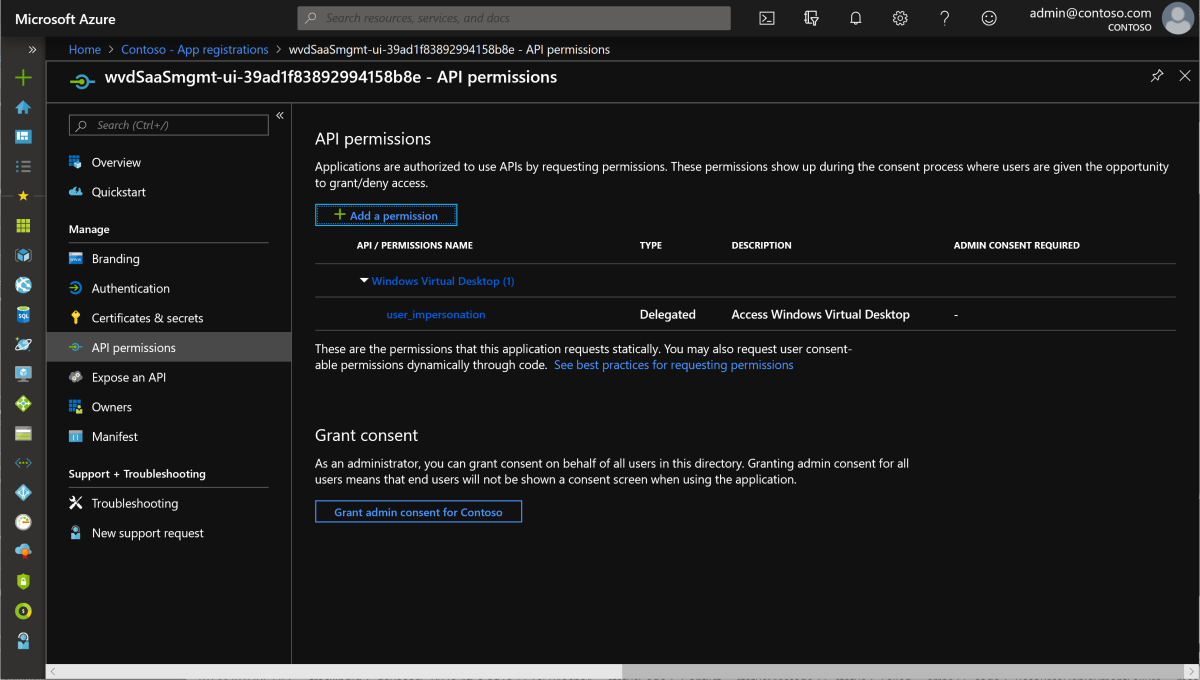 Microsoft Azure
Search resources, services, and docs
admin@contoso.com
CONTOSO
Home > Contoso - App registrations > wvdSaaSmgmt-ui-39ad1f83892994158b8e - API permissions
wvdSaaSmgmt-ui-39ad1f83892994158b8e - API permissions
Search (Ctrl+/)
Overview
Quickstart
Manage
Branding
Authentication
Certificates & secrets
API permissions
Expose an API
Owners
Manifest
Support + Troubleshooting
Troubleshooting
New support request
API permissions
Applications are authorized to use APIs by requesting permissions. These permissions show up during the consent process where users are given the opportunity
to grant/deny access.
+ Add a permission
API / PERMISSIONS NAME TYPE DESCRIPTION ADMIN CONSENT REQUIRED
Windows Virtual Desktop (1)
user_impersonation Delegated Access Windows Virtual Desktop -
These are the permissions that this application requests statically. You may also request user consent-
able permissions dynamically through code. See best practices for requesting permissions
Grant consent
As an administrator, you can grant consent on behalf of all users in this directory. Granting admin consent for all
users means that end users will not be shown a consent screen when using the application.
Grant admin consent for Contoso